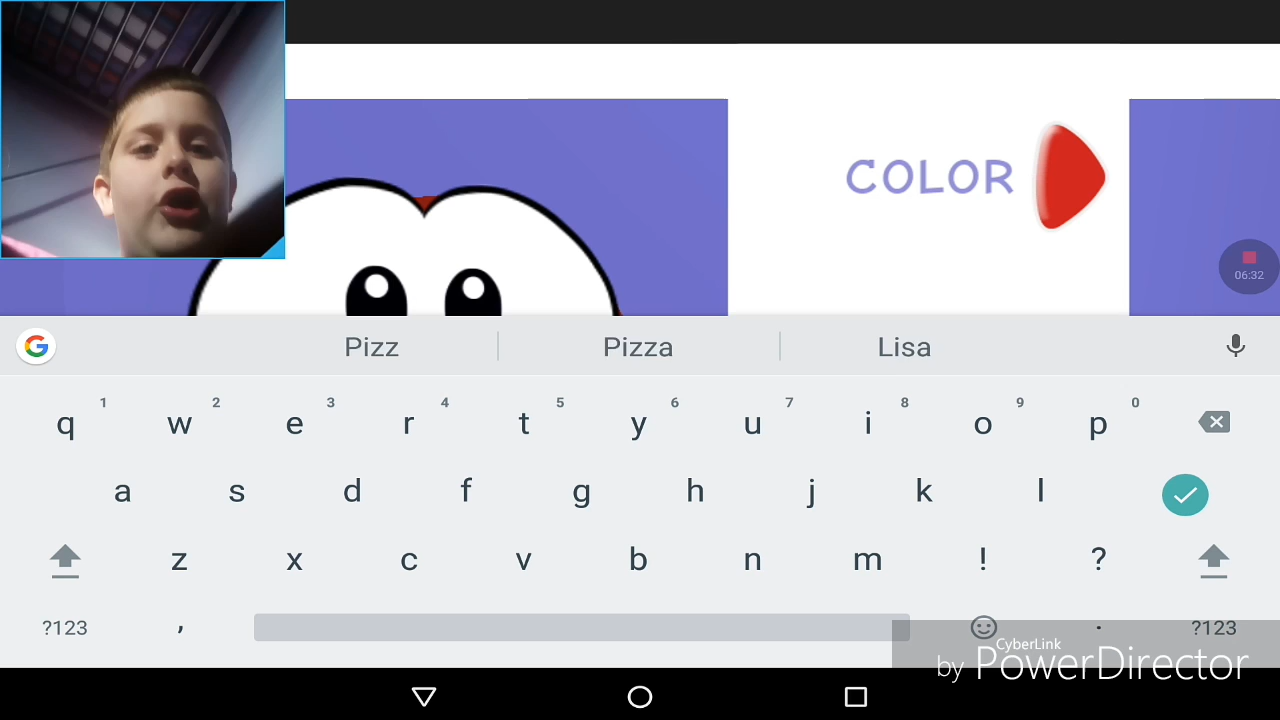 COLOR
06:32
Pizz Pizza Lisa
1 2 3 4 5 6 7 8 9 0
q w e r t y u i o p
a s d f g h j k l
z x c v b n m ! ?
?123 , . ?123
CyberLink
by PowerDirector